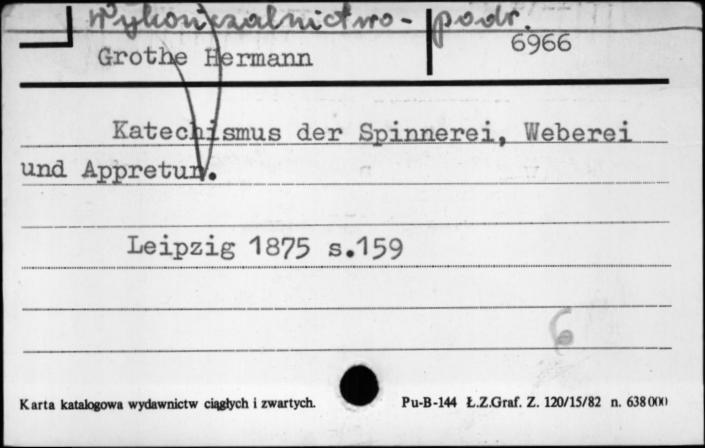 Wykończalnictwo - podr.
6966
Grothe Hermann
Katechismus der Spinnerei, Weberei
und Appretur.
Leipzig 1875 s.159
6
Karta katalogowa wydawnictw ciągłych i zwartych.
Pu-B-144 Ł.Z.Graf. Z. 120/15/82 n. 638000